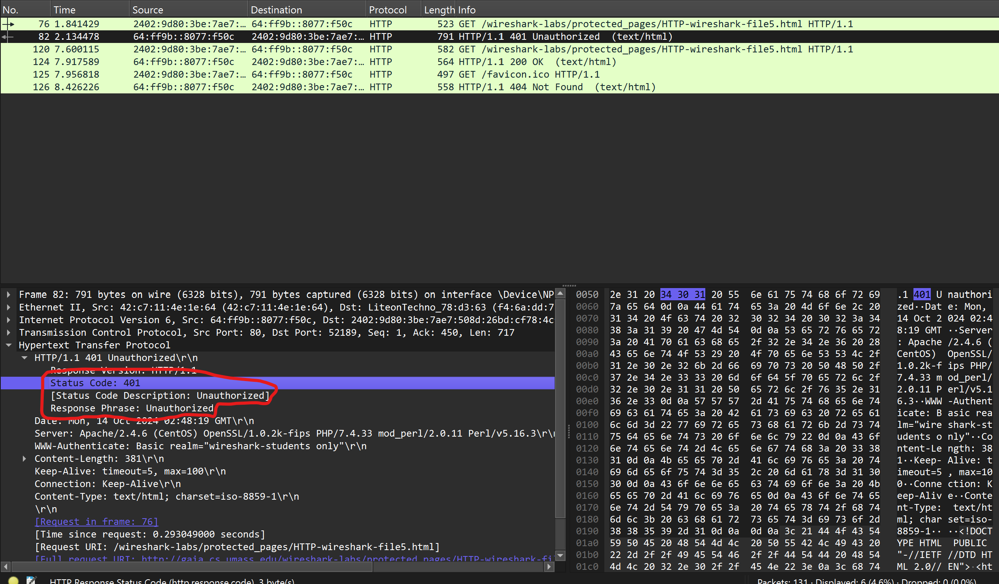 No. Time Source Destination Protocol Length Info
76 1.841429 2402:9d80:3be:7ae7:… 64:ff9b::8077:f50c HTTP 523 GET /wireshark-labs/protected_pages/HTTP-wireshark-file5.html HTTP/1.1
82 2.134478 64:ff9b::8077:f50c 2402:9d80:3be:7ae7:… HTTP 791 HTTP/1.1 401 Unauthorized (text/html)
120 7.600115 2402:9d80:3be:7ae7:… 64:ff9b::8077:f50c HTTP 582 GET /wireshark-labs/protected_pages/HTTP-wireshark-file5.html HTTP/1.1
124 7.917589 64:ff9b::8077:f50c 2402:9d80:3be:7ae7:… HTTP 564 HTTP/1.1 200 OK (text/html)
125 7.956818 2402:9d80:3be:7ae7:… 64:ff9b::8077:f50c HTTP 497 GET /favicon.ico HTTP/1.1
126 8.426226 64:ff9b::8077:f50c 2402:9d80:3be:7ae7:… HTTP 558 HTTP/1.1 404 Not Found (text/html)
Frame 82: 791 bytes on wire (6328 bits), 791 bytes captured (6328 bits) on interface \Device\NP
Ethernet II, Src: 42:c7:11:4e:1e:64 (42:c7:11:4e:1e:64), Dst: LiteonTechno_78:d3:63 (f4:6a:dd:7
Internet Protocol Version 6, Src: 64:ff9b::8077:f50c, Dst: 2402:9d80:3be:7ae7:508d:26bd:cf78:4c
Transmission Control Protocol, Src Port: 80, Dst Port: 52189, Seq: 1, Ack: 450, Len: 717
Hypertext Transfer Protocol
HTTP/1.1 401 Unauthorized\r\n
Response Version: HTTP/1.1
Status Code: 401
[Status Code Description: Unauthorized]
Response Phrase: Unauthorized
Date: Mon, 14 Oct 2024 02:48:19 GMT\r\n
Server: Apache/2.4.6 (CentOS) OpenSSL/1.0.2k-fips PHP/7.4.33 mod_perl/2.0.11 Perl/v5.16.3\r\n
WWW-Authenticate: Basic realm="wireshark-students only"\r\n
Content-Length: 381\r\n
Keep-Alive: timeout=5, max=100\r\n
Connection: Keep-Alive\r\n
Content-Type: text/html; charset=iso-8859-1\r\n
\r\n
[Request in frame: 76]
[Time since request: 0.293049000 seconds]
[Request URI: /wireshark-labs/protected_pages/HTTP-wireshark-file5.html]
[Full request URI: http://gaia.cs.umass.edu/wireshark-labs/protected_pages/HTTP-wireshark-fi
0050 2e 31 20 34 30 31 20 55 6e 61 75 74 68 6f 72 69 .1 401 U nauthori
0060 7a 65 64 0d 0a 44 61 74 65 3a 20 4d 6f 6e 2c 20 zed··Dat e: Mon,
0070 31 34 20 4f 63 74 20 32 30 32 34 20 30 32 3a 34 14 Oct 2 024 02:4
0080 38 3a 31 39 20 47 4d 54 0d 0a 53 65 72 76 65 72 8:19 GMT ··Server
0090 3a 20 41 70 61 63 68 65 2f 32 2e 34 2e 36 20 28 : Apache /2.4.6 (
00a0 43 65 6e 74 4f 53 29 20 4f 70 65 6e 53 53 4c 2f CentOS) OpenSSL/
00b0 31 2e 30 2e 32 6b 2d 66 69 70 73 20 50 48 50 2f 1.0.2k-f ips PHP/
00c0 37 2e 34 2e 33 33 20 6d 6f 64 5f 70 65 72 6c 2f 7.4.33 m od_perl/
00d0 32 2e 30 2e 31 31 20 50 65 72 6c 2f 76 35 2e 31 2.0.11 P erl/v5.1
00e0 36 2e 33 0d 0a 57 57 57 2d 41 75 74 68 65 6e 74 6.3··WWW -Authent
00f0 69 63 61 74 65 3a 20 42 61 73 69 63 20 72 65 61 icate: B asic rea
0100 6c 6d 3d 22 77 69 72 65 73 68 61 72 6b 2d 73 74 lm="wire shark-st
0110 75 64 65 6e 74 73 20 6f 6e 6c 79 22 0d 0a 43 6f udents o nly"··Co
0120 6e 74 65 6e 74 2d 4c 65 6e 67 74 68 3a 20 33 38 ntent-Le ngth: 38
0130 31 0d 0a 4b 65 65 70 2d 41 6c 69 76 65 3a 20 74 1··Keep- Alive: t
0140 69 6d 65 6f 75 74 3d 35 2c 20 6d 61 78 3d 31 30 imeout=5 , max=10
0150 30 0d 0a 43 6f 6e 6e 65 63 74 69 6f 6e 3a 20 4b 0··Conne ction: K
0160 65 65 70 2d 41 6c 69 76 65 0d 0a 43 6f 6e 74 65 eep-Aliv e··Conte
0170 6e 74 2d 54 79 70 65 3a 20 74 65 78 74 2f 68 74 nt-Type: text/ht
0180 6d 6c 3b 20 63 68 61 72 73 65 74 3d 69 73 6f 2d ml; char set=iso-
0190 38 38 35 39 2d 31 0d 0a 0d 0a 3c 21 44 4f 43 54 8859-1·· ··<!DOCT
01a0 59 50 45 20 48 54 4d 4c 20 50 55 42 4c 49 43 20 YPE HTML PUBLIC
01b0 22 2d 2f 2f 49 45 54 46 2f 2f 44 54 44 20 48 54 "-//IETF //DTD HT
01c0 4d 4c 20 32 2e 30 2f 2f 45 4e 22 3e 0a 3c 68 74 ML 2.0// EN">·<ht
HTTP Response Status Code (http.response.code), 3 byte(s)
Packets: 131 · Displayed: 6 (4.6%) · Dropped: 0 (0.0%)